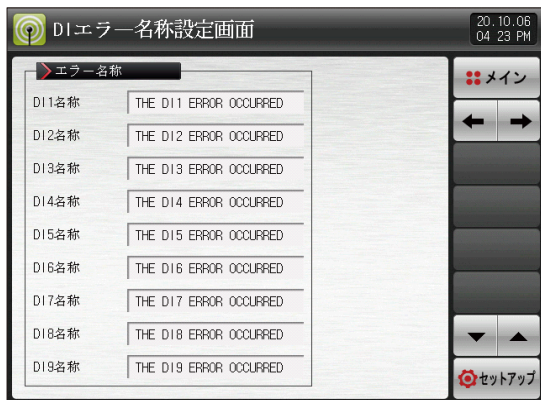 DIエラー名称設定画面
20.10.06
04 23 PM
エラー名称
DI1名称 THE DI1 ERROR OCCURRED
DI2名称 THE DI2 ERROR OCCURRED
DI3名称 THE DI3 ERROR OCCURRED
DI4名称 THE DI4 ERROR OCCURRED
DI5名称 THE DI5 ERROR OCCURRED
DI6名称 THE DI6 ERROR OCCURRED
DI7名称 THE DI7 ERROR OCCURRED
DI8名称 THE DI8 ERROR OCCURRED
DI9名称 THE DI9 ERROR OCCURRED
メイン
セットアップ